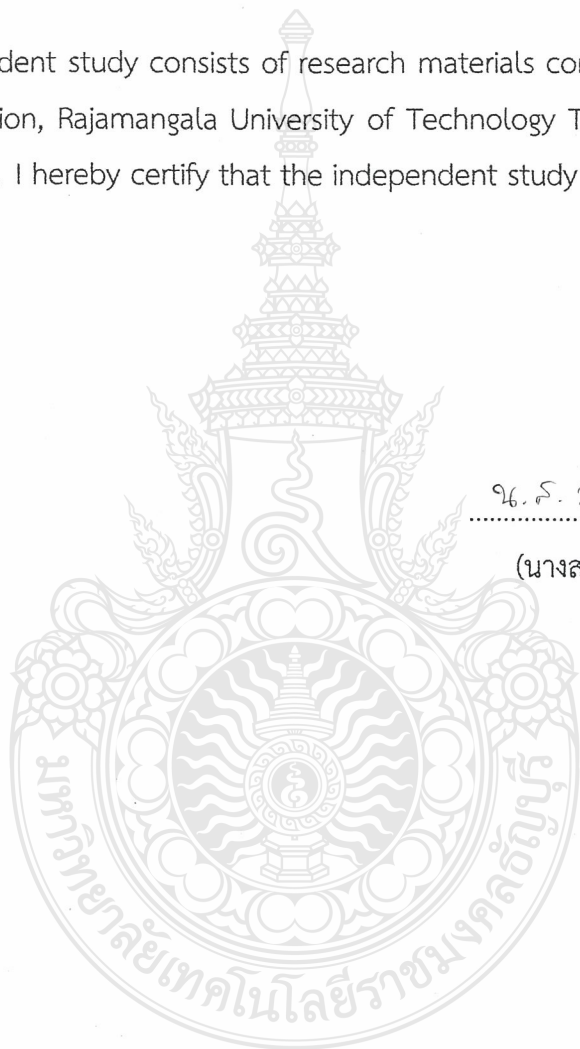 dent study consists of research materials con
ion, Rajamangala University of Technology T
I hereby certify that the independent study
น.ส.
(นางส
มหาวิทยาลัยเทคโนโลยีราชมงคลธัญบุรี